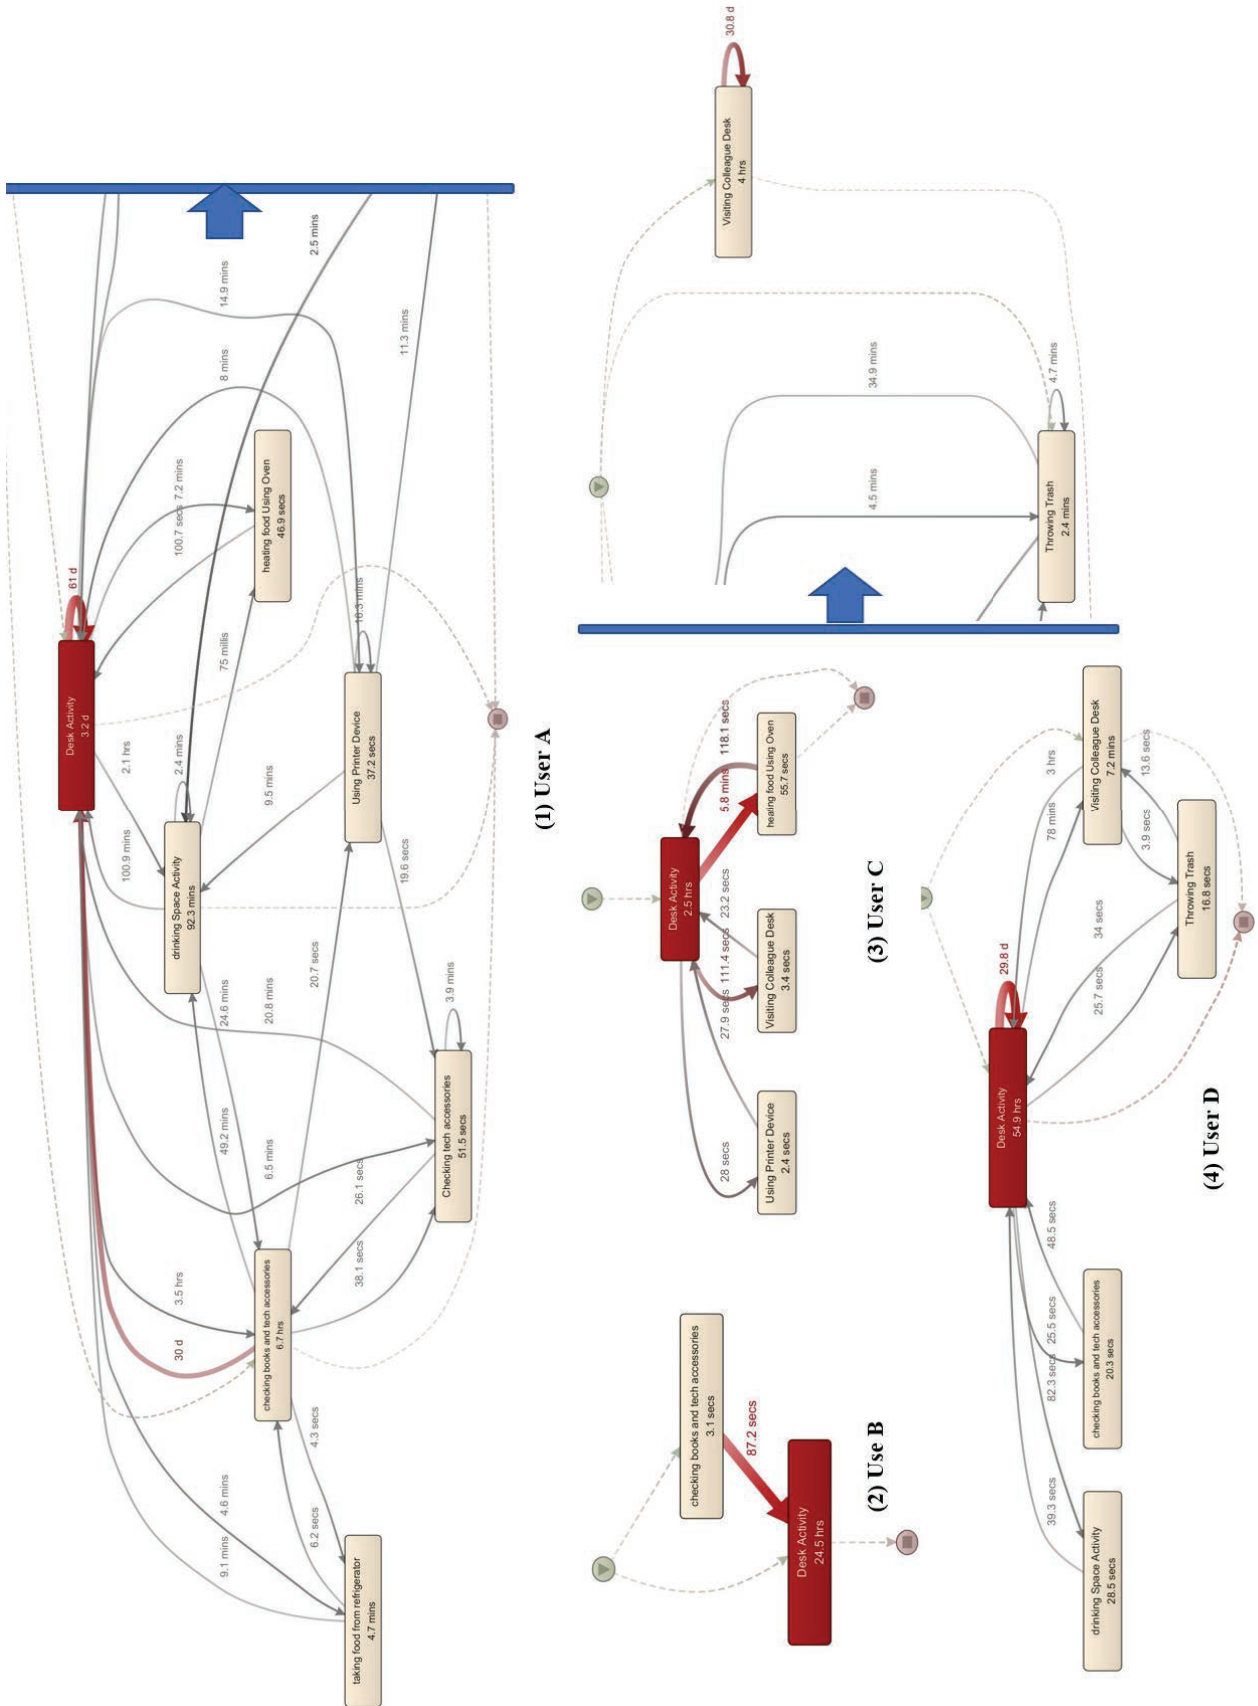 61 d
Desk Activity
3.2 d
100.9 mins
2.1 hrs
2.4 mins
drinking Space Activity
92.3 mins
100.7 secs
7.2 mins
8 mins
14.9 mins
2.5 mins
75 millis
heating food Using Oven
46.9 secs
9.5 mins
Using Printer Device
37.2 secs
11.3 mins
19.6 secs
20.7 secs
24.6 mins
20.8 mins
49.2 mins
6.5 mins
26.1 secs
38.1 secs
3.9 mins
Checking tech accessories
51.5 secs
3.5 hrs
30 d
checking books and tech accessories
6.7 hrs
4.3 secs
6.2 secs
4.6 mins
9.1 mins
taking food from refrigerator
4.7 mins
(1) User A
30.8 d
Visiting Colleague Desk
4 hrs
34.9 mins
4.5 mins
4.7 mins
Throwing Trash
2.4 mins
checking books and tech accessories
3.1 secs
87.2 secs
Desk Activity
24.5 hrs
(2) Use B
Desk Activity
2.5 hrs
28 secs
27.9 secs
111.4 secs
23.2 secs
5.8 mins
118.1 secs
Using Printer Device
2.4 secs
Visiting Colleague Desk
3.4 secs
55.7 secs
(3) User C
29.8 d
Desk Activity
54.9 hrs
39.3 secs
82.3 secs
25.5 secs
48.5 secs
25.7 secs
34 secs
78 mins
3 hrs
3.9 secs
13.6 secs
drinking Space Activity
28.5 secs
checking books and tech accessories
20.3 secs
Throwing Trash
16.8 secs
Visiting Colleague Desk
7.2 mins
(4) User D